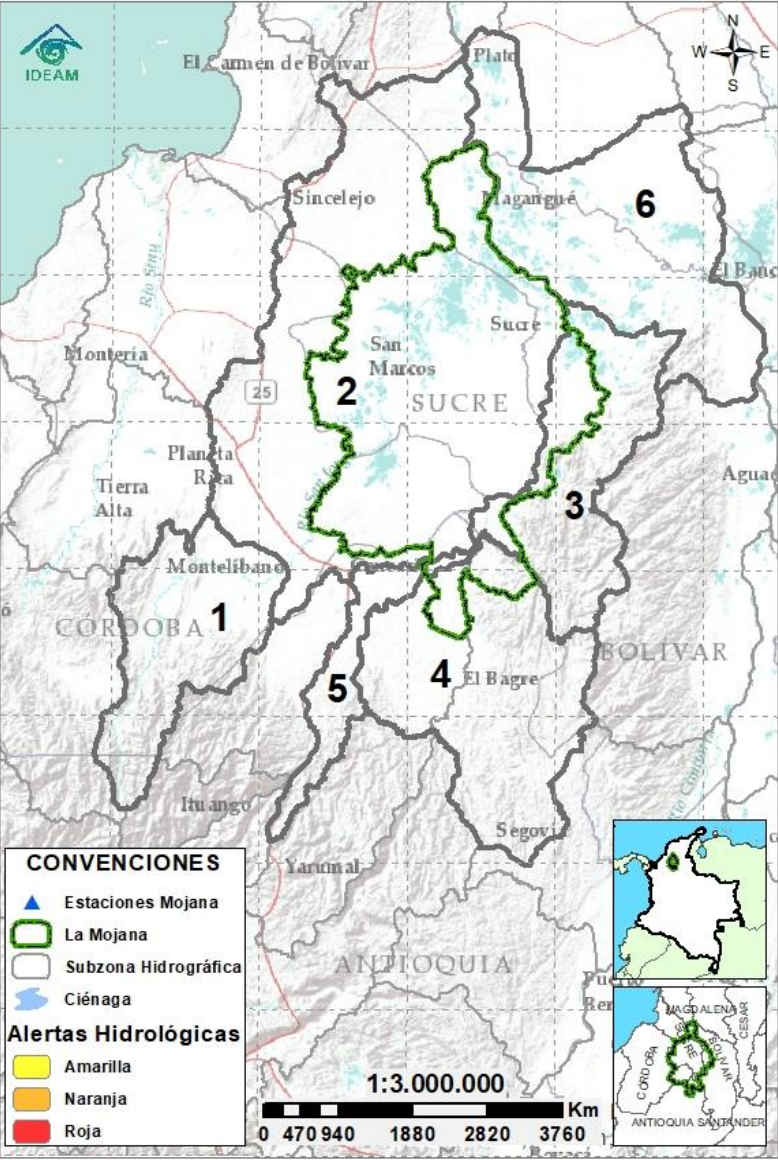 IDEAM
N
W E
S
Plato
El Carmen de Bolívar
Sincelejo
Magangué
6
Río Sinú
El Banc
Sucre
Montería
San
Marcos
2
SUCRE
25
Planeta
Rica
Tierra
Alta
Aguac
3
Montelíbano
1
CÓRDOBA
BOLÍVAR
4
El Bagre
5
Ituango
Segovia
Yarumal
ANTIOQUIA
Puerto
Ber
CONVENCIONES
Estaciones Mojana
La Mojana
Subzona Hidrográfica
Ciénaga
Alertas Hidrológicas
Amarilla
Naranja
Roja
1:3.000.000
Km
0 470 940 1880 2820 3760
MAGDALENA
CESAR
SUCRE
BOLIVAR
CORDOBA
ANTIOQUIA SANTANDER